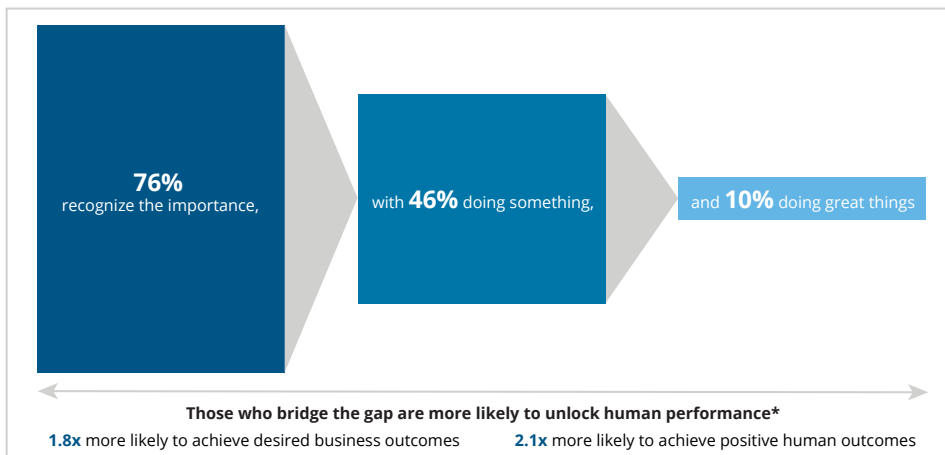 76%
recognize the importance,
with 46% doing something,
and 10% doing great things
Those who bridge the gap are more likely to unlock human performance*
1.8x more likely to achieve desired business outcomes
2.1x more likely to achieve positive human outcomes